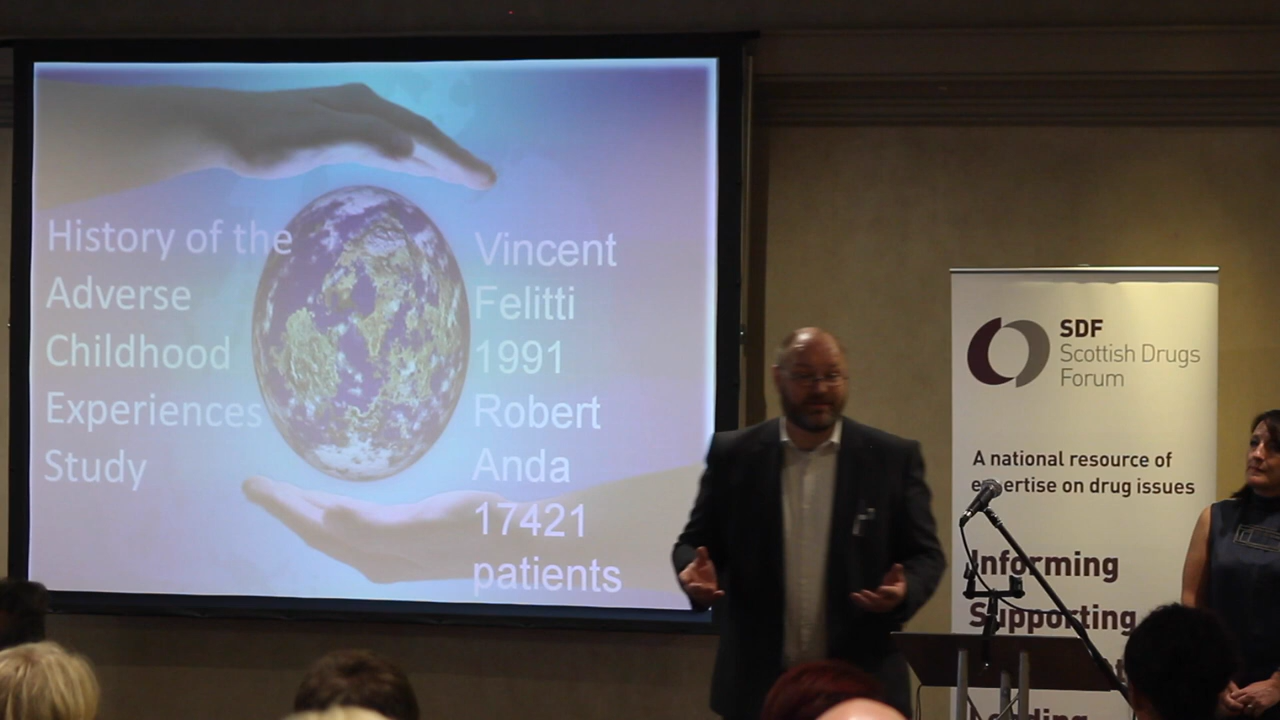 History of the
Adverse
Childhood
Experiences
Study
Vincent
Felitti
1991
Robert
Anda
17421
patients
SDF
Scottish Drugs
Forum
A national resource of
expertise on drug issues
Informing
Supporting
Leading